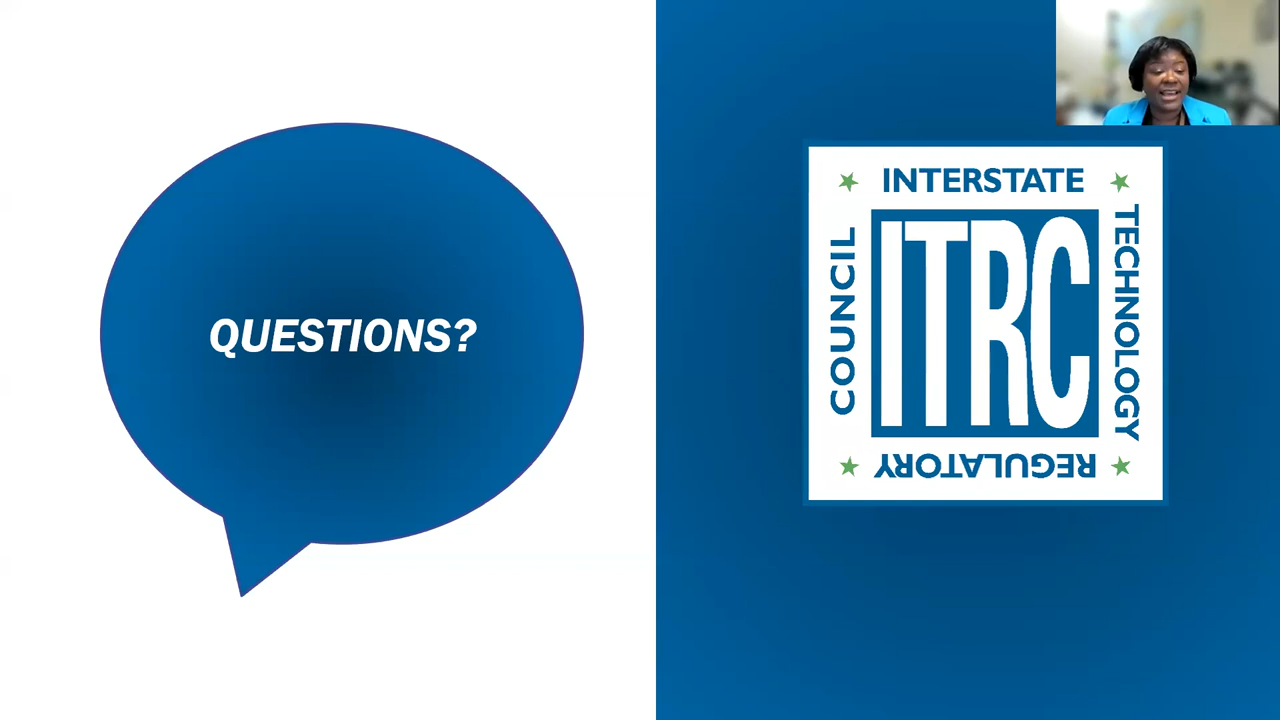 QUESTIONS?
INTERSTATE
TECHNOLOGY
REGULATORY
COUNCIL
ITRC